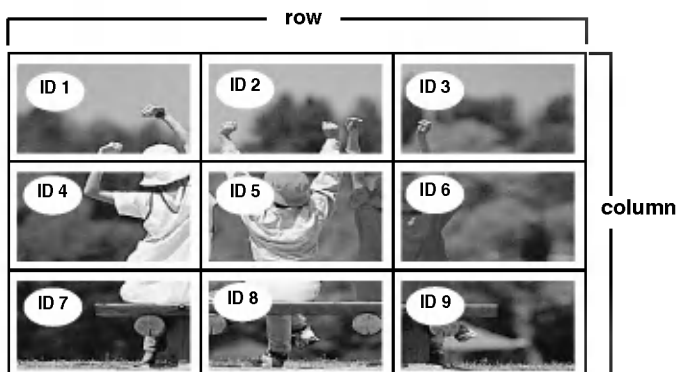 row
ID 1
ID 2
ID 3
ID 4
ID 5
ID 6
column
ID 7
ID 8
ID 9